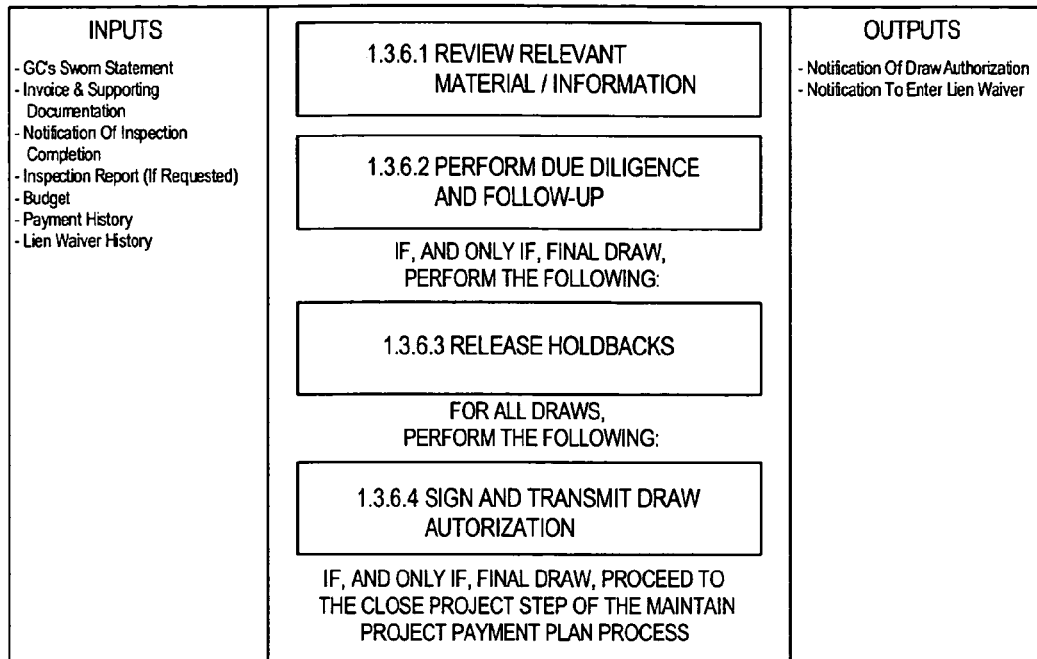 INPUTS
- GC's Sworn Statement
- Invoice & Supporting
Documentation
- Notification Of Inspection
Completion
- Inspection Report (If Requested)
- Budget
- Payment History
- Lien Waiver History
1.3.6.1 REVIEW RELEVANT
MATERIAL / INFORMATION
1.3.6.2 PERFORM DUE DILIGENCE
AND FOLLOW-UP
IF, AND ONLY IF, FINAL DRAW,
PERFORM THE FOLLOWING:
1.3.6.3 RELEASE HOLDBACKS
FOR ALL DRAWS,
PERFORM THE FOLLOWING:
1.3.6.4 SIGN AND TRANSMIT DRAW
AUTORIZATION
IF, AND ONLY IF, FINAL DRAW, PROCEED TO
THE CLOSE PROJECT STEP OF THE MAINTAIN
PROJECT PAYMENT PLAN PROCESS
OUTPUTS
- Notification Of Draw Authorization
- Notification To Enter Lien Waiver